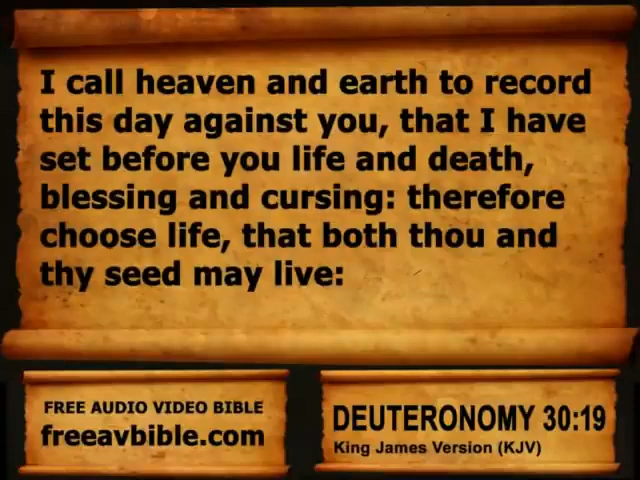 I call heaven and earth to record
this day against you, that I have
set before you life and death,
blessing and cursing: therefore
choose life, that both thou and
thy seed may live:
FREE AUDIO VIDEO BIBLE
freeavbible.com
DEUTERONOMY 30:19
King James Version (KJV)